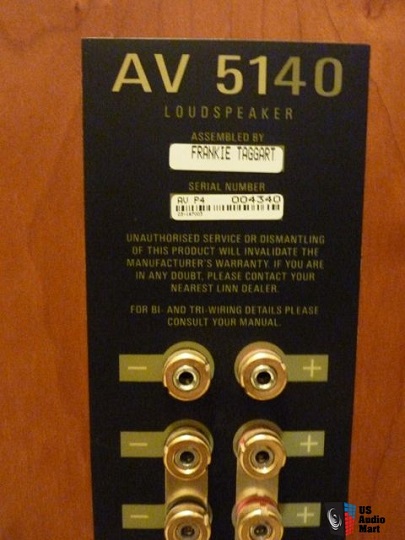 AV 5140
LOUDSPEAKER
ASSEMBLED BY
FRANKIE TAGGART
SERIAL NUMBER
AV P4 004340
UNAUTHORISED SERVICE OR DISMANTLING
OF THIS PRODUCT WILL INVALIDATE THE
MANUFACTURER'S WARRANTY. IF YOU ARE
IN ANY DOUBT, PLEASE CONTACT YOUR
NEAREST LINN DEALER.
FOR BI- AND TRI-WIRING DETAILS PLEASE
CONSULT YOUR MANUAL.
- +
- +
- +
US
Audio
Mart